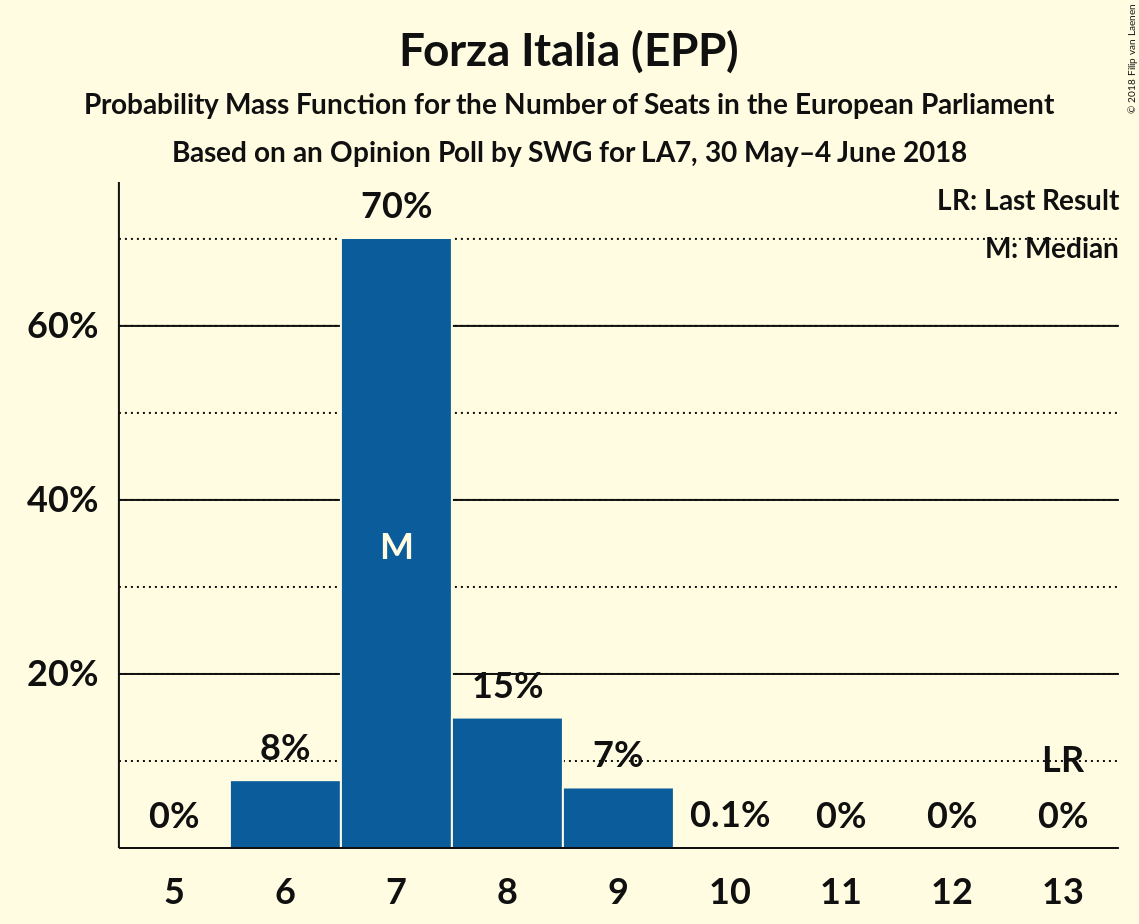 Forza Italia (EPP)
Probability Mass Function for the Number of Seats in the European Parliament
Based on an Opinion Poll by SWG for LA7, 30 May–4 June 2018
© 2018 Filip van Laenen
LR: Last Result
M: Median
70%
60%
40%
M
20%
15%
8%
7%
LR
0%
0.1%
0%
0%
0%
5 6 7 8 9 10 11 12 13